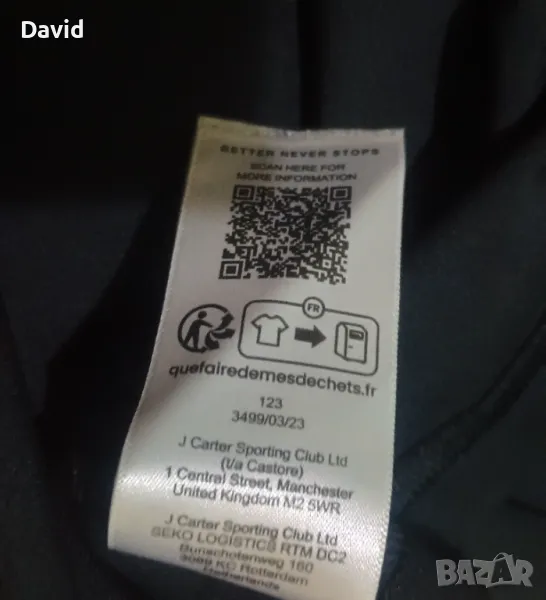 David
BETTER NEVER STOPS
SCAN HERE FOR
MORE INFORMATION
FR
quefairedemesdechets.fr
123
3499/03/23
J Carter Sporting Club Ltd
(t/a Castore)
1 Central Street, Manchester
United Kingdom M2 5WR
J Carter Sporting Club Ltd
SEKO LOGISTICS RTM DC2
Bunschotenweg 160
3089 KC Rotterdam
Netherlands
BAZAR